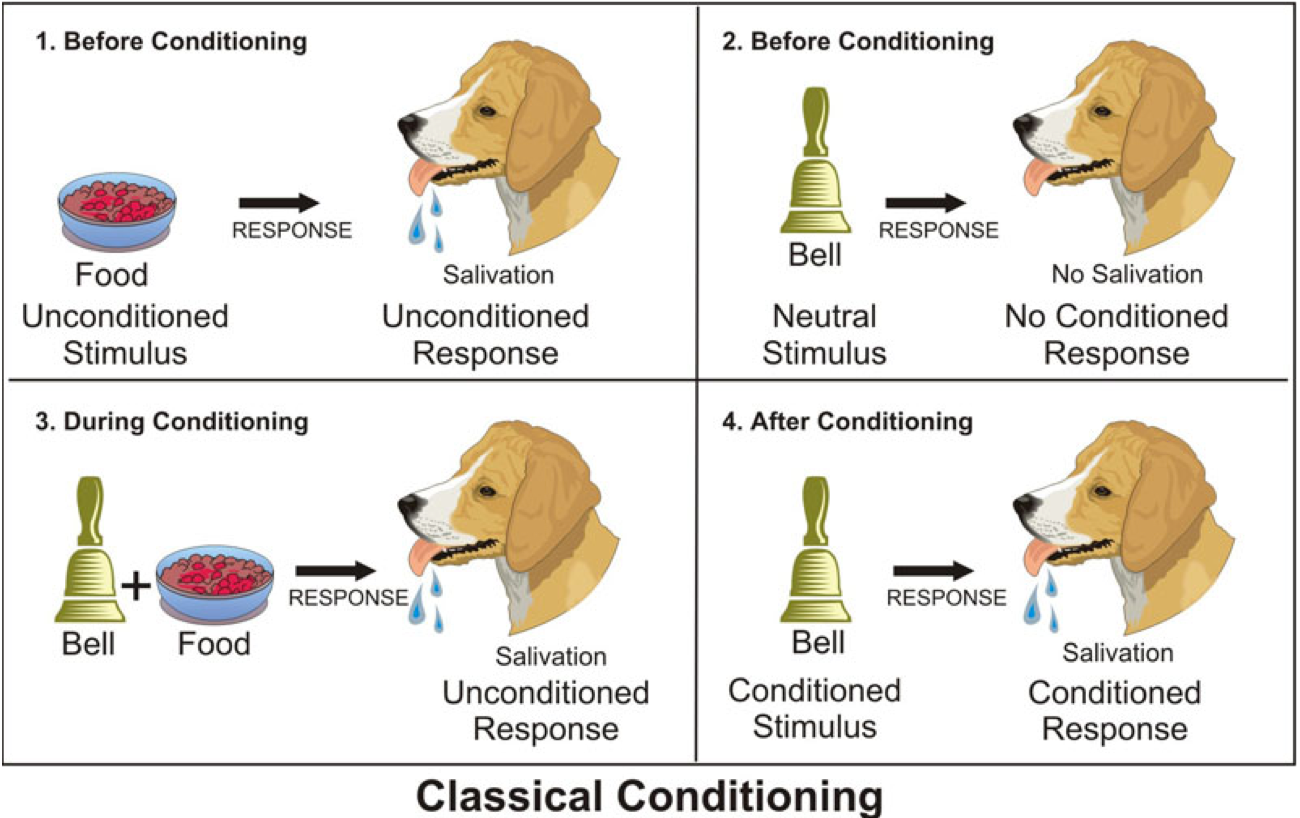 1. Before Conditioning
RESPONSE
Food
Salivation
Unconditioned
Stimulus
Unconditioned
Response
2. Before Conditioning
RESPONSE
Bell
No Salivation
Neutral
Stimulus
No Conditioned
Response
3. During Conditioning
+
RESPONSE
Bell
Food
Salivation
Unconditioned
Response
4. After Conditioning
RESPONSE
Bell
Salivation
Conditioned
Stimulus
Conditioned
Response
Classical Conditioning